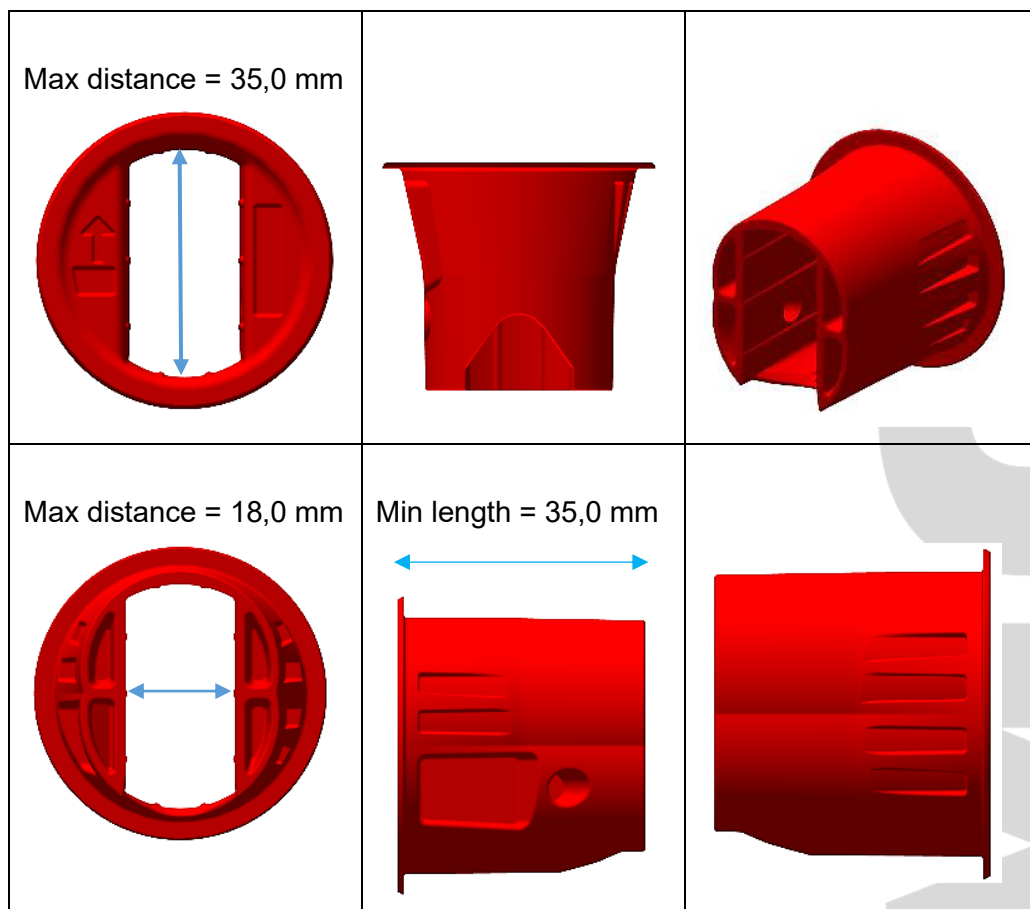 Max distance = 35,0 mm
Max distance = 18,0 mm
Min length = 35,0 mm